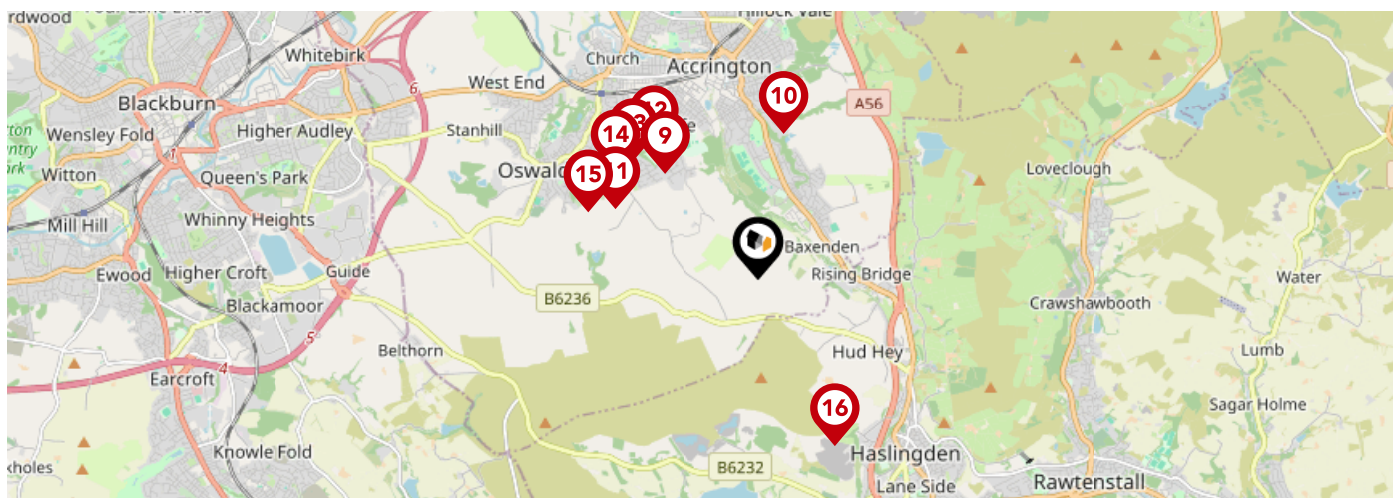 rdwood
Hillock Vale
Whitebirk
Church
Accrington
West End
6
10
A56
Blackburn
12
Wensley Fold
Higher Audley
Stanhill
14
9
1
Loveclough
Witton
Queen's Park
Oswald
15
1
Mill Hill
Whinny Heights
Baxenden
Ewood
Higher Croft
Guide
Rising Bridge
Water
B6236
Blackamoor
Crawshawbooth
5
Belthorn
Hud Hey
Lumb
4
Earcroft
16
Sagar Holme
Knowle Fold
Haslingden
kholes
B6232
Rawtenstall
Lane Side